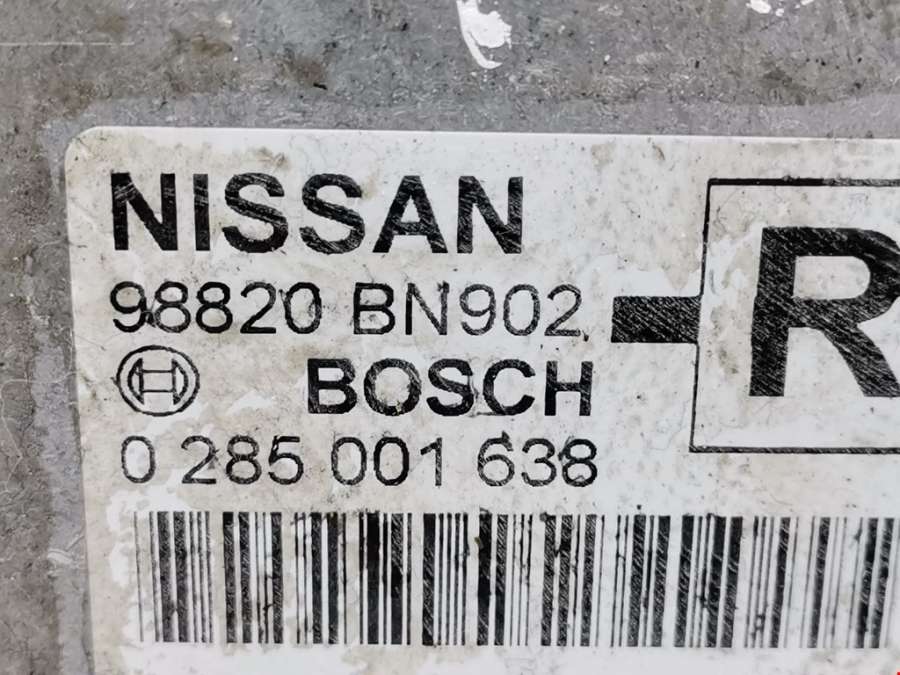 NISSAN
98820 BN902
R
BOSCH
0 285 001 638